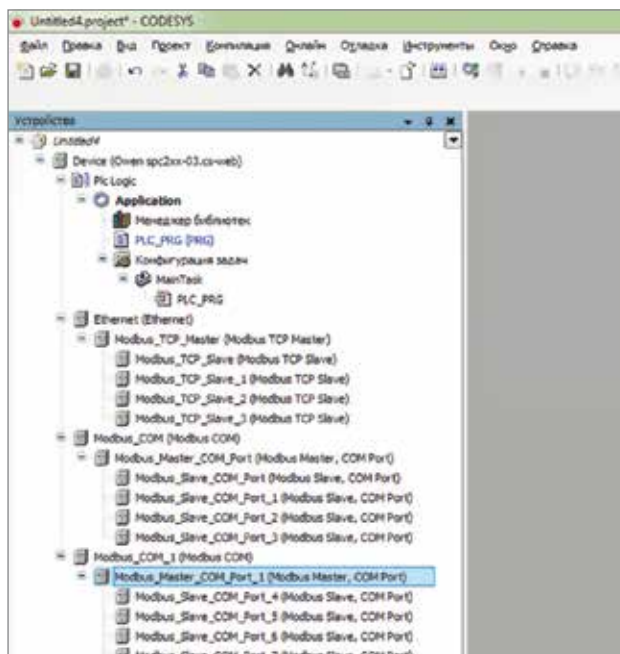 Untitled4.project* - CODESYS
Файл Правка Вид Проект Компиляция Онлайн Отладка Инструменты Окно Справка
Устройства
Untitled4
Device (Owen spc2xx-03.cs-web)
Plc Logic
Application
Менеджер библиотек
PLC_PRG (PRG)
Конфигурация задач
MainTask
PLC_PRG
Ethernet (Ethernet)
Modbus_TCP_Master (Modbus TCP Master)
Modbus_TCP_Slave (Modbus TCP Slave)
Modbus_TCP_Slave_1 (Modbus TCP Slave)
Modbus_TCP_Slave_2 (Modbus TCP Slave)
Modbus_TCP_Slave_3 (Modbus TCP Slave)
Modbus_COM (Modbus COM)
Modbus_Master_COM_Port (Modbus Master, COM Port)
Modbus_Slave_COM_Port (Modbus Slave, COM Port)
Modbus_Slave_COM_Port_1 (Modbus Slave, COM Port)
Modbus_Slave_COM_Port_2 (Modbus Slave, COM Port)
Modbus_Slave_COM_Port_3 (Modbus Slave, COM Port)
Modbus_COM_1 (Modbus COM)
Modbus_Master_COM_Port_1 (Modbus Master, COM Port)
Modbus_Slave_COM_Port_4 (Modbus Slave, COM Port)
Modbus_Slave_COM_Port_5 (Modbus Slave, COM Port)
Modbus_Slave_COM_Port_6 (Modbus Slave, COM Port)